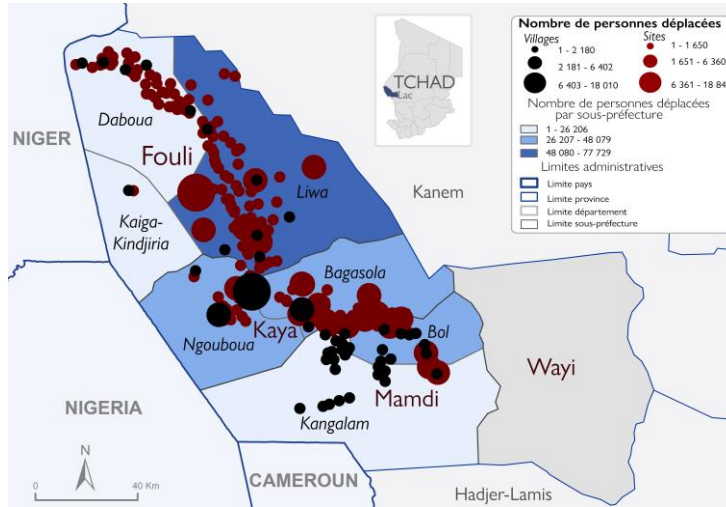 Nombre de personnes déplacées
Villages
Sites
1 - 2 180
1 - 1 650
2 181 - 6 402
1 651 - 6 360
6 403 - 18 010
6 361 - 18 84
Nombre de personnes déplacées
par sous-préfecture
1 - 26 206
26 207 - 48 079
48 080 - 77 729
Limites administratives
Limite pays
Limite province
Limite département
Limite sous-préfecture
TCHAD
Lac
NIGER
Daboua
Fouli
Liwa
Kanem
Kaiga-
Kindjiria
Bagasola
Kaya
Bol
Ngouboua
Wayi
Mamdi
NIGERIA
Kangalam
N
CAMEROUN
0
40 Km
Hadjer-Lamis